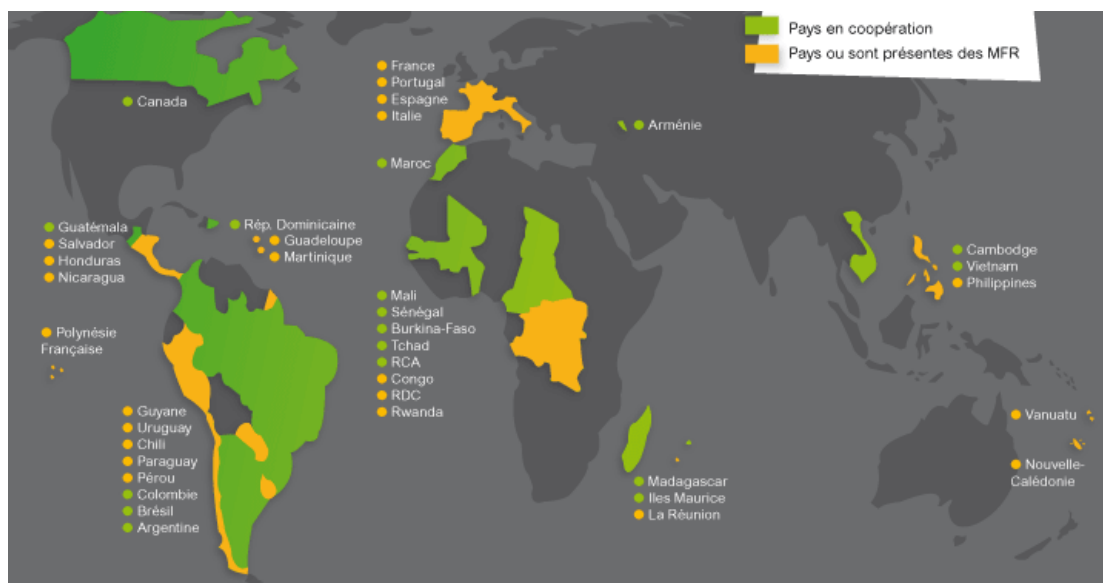 Pays en coopération
Pays ou sont présentes des MFR
Canada
France
Portugal
Espagne
Italie
Arménie
Maroc
Guatémala
Salvador
Honduras
Nicaragua
Rép. Dominicaine
Guadeloupe
Martinique
Cambodge
Vietnam
Philippines
Polynésie
Française
Mali
Sénégal
Burkina-Faso
Tchad
RCA
Congo
RDC
Rwanda
Guyane
Uruguay
Chili
Paraguay
Pérou
Colombie
Brésil
Argentine
Madagascar
Iles Maurice
La Réunion
Vanuatu
Nouvelle-
Calédonie